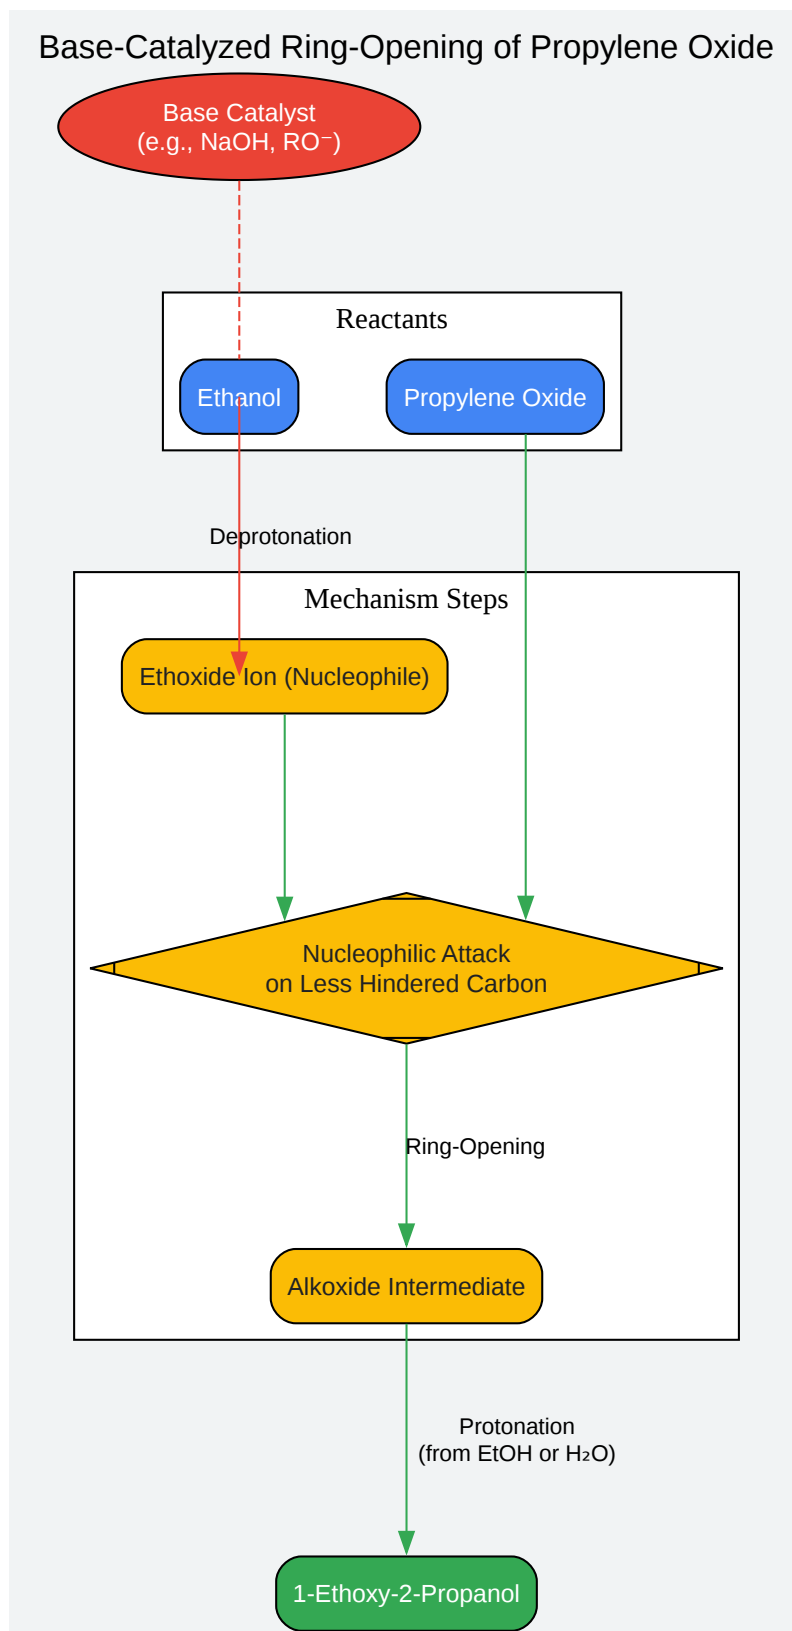 Base-Catalyzed Ring-Opening of Propylene Oxide
Base Catalyst
(e.g., NaOH, RO⁻)
Reactants
Ethanol
Propylene Oxide
Deprotonation
Mechanism Steps
Ethoxide Ion (Nucleophile)
Nucleophilic Attack
on Less Hindered Carbon
Ring-Opening
Alkoxide Intermediate
Protonation
(from EtOH or H₂O)
1-Ethoxy-2-Propanol